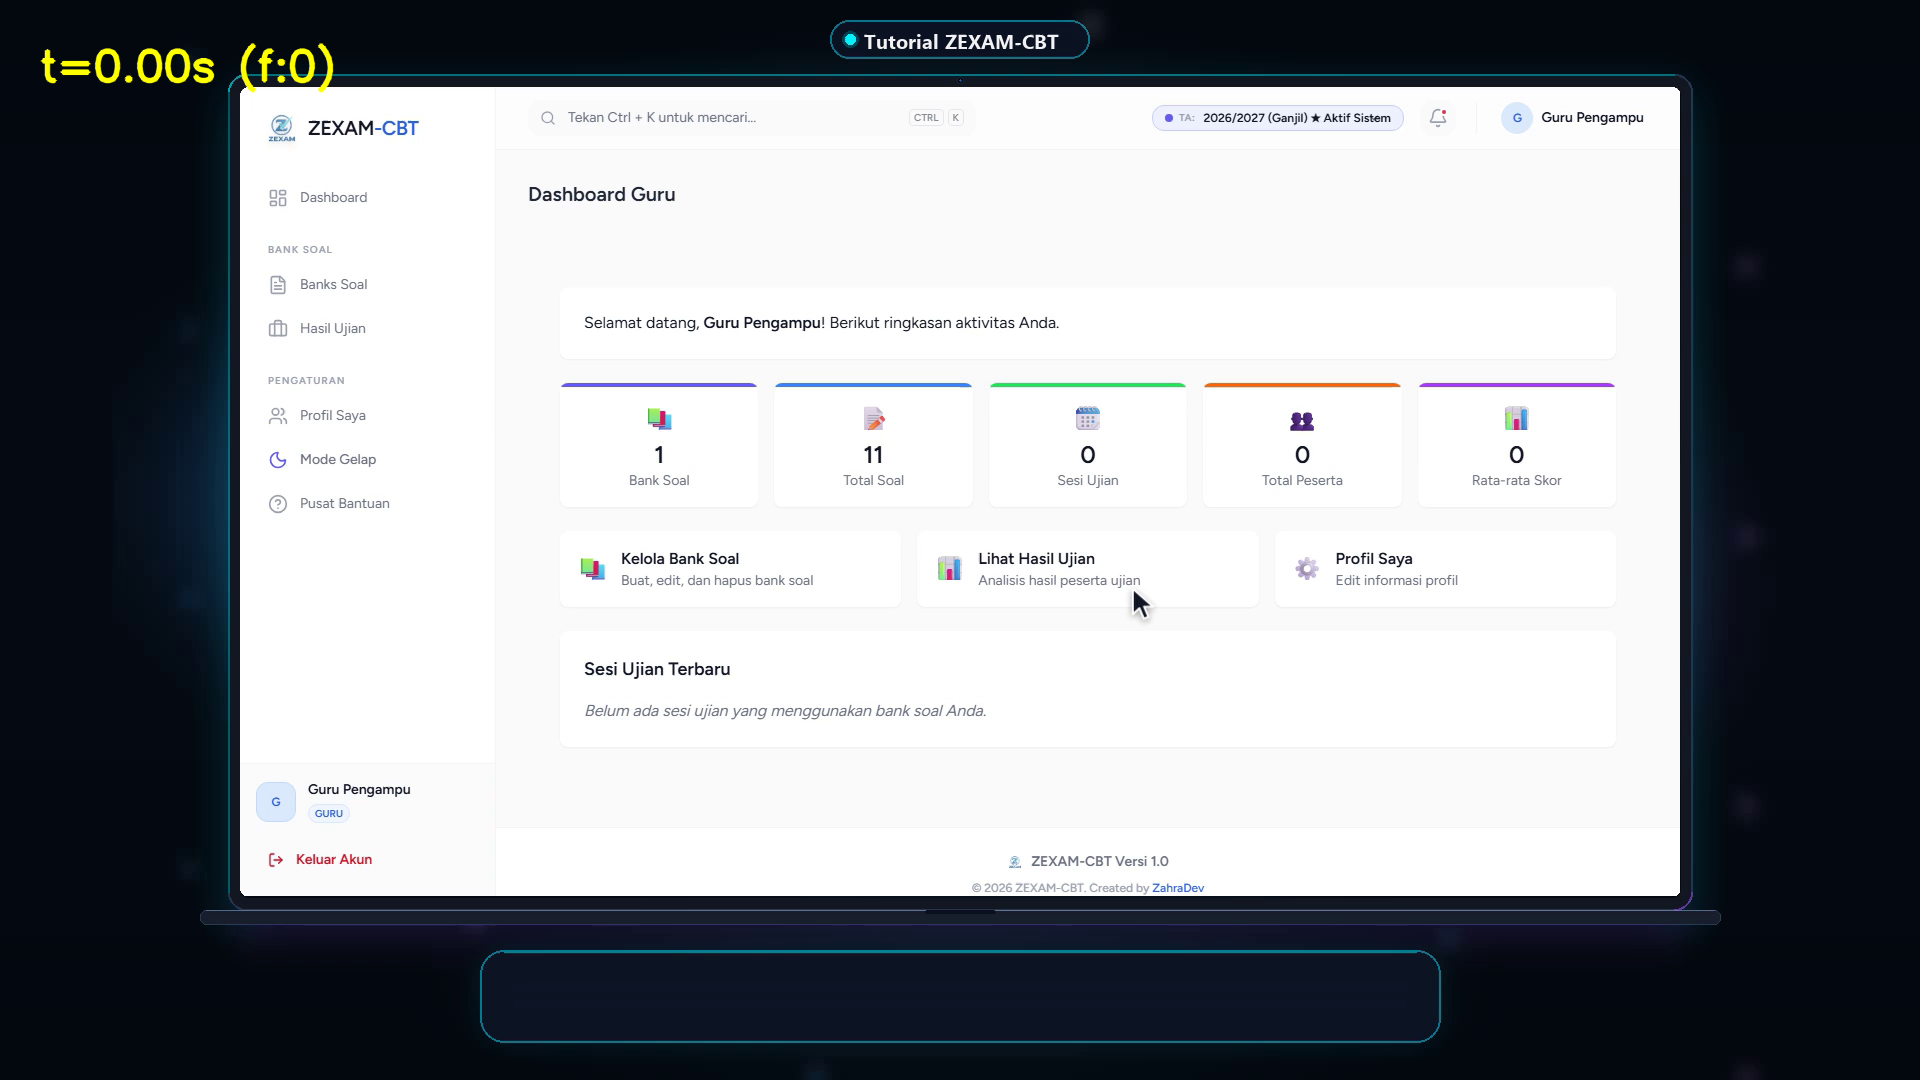 Tutorial ZEXAM-CBT
t=0.00s (f:0)
ZEXAM
ZEXAM-CBT
Tekan Ctrl + K untuk mencari...
CTRL K
TA: 2026/2027 (Ganjil) ★ Aktif Sistem
G
Guru Pengampu
Dashboard
BANK SOAL
Banks Soal
Hasil Ujian
PENGATURAN
Profil Saya
Mode Gelap
Pusat Bantuan
G
Guru Pengampu
GURU
Keluar Akun
Dashboard Guru
Selamat datang, Guru Pengampu! Berikut ringkasan aktivitas Anda.
1
Bank Soal
11
Total Soal
0
Sesi Ujian
0
Total Peserta
0
Rata-rata Skor
Kelola Bank Soal
Buat, edit, dan hapus bank soal
Lihat Hasil Ujian
Analisis hasil peserta ujian
Profil Saya
Edit informasi profil
Sesi Ujian Terbaru
Belum ada sesi ujian yang menggunakan bank soal Anda.
ZEXAM-CBT Versi 1.0
© 2026 ZEXAM-CBT. Created by ZahraDev